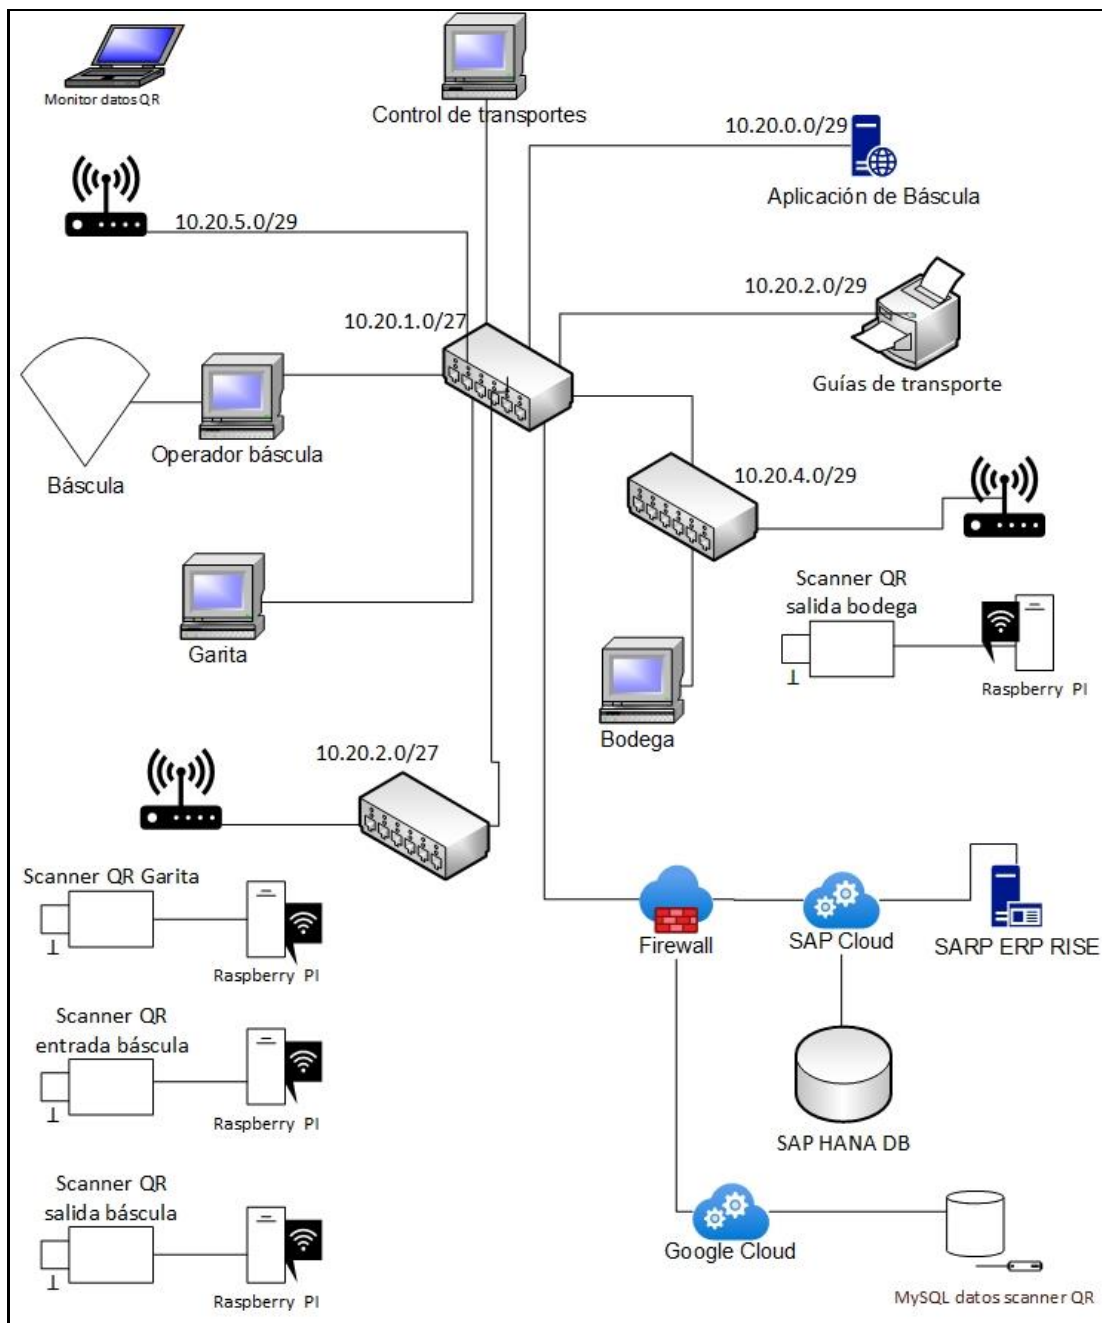 Monitor datos QR
Control de transportes
10.20.0.0/29
Aplicación de Báscula
10.20.5.0/29
10.20.2.0/29
10.20.1.0/27
Guías de transporte
Operador báscula
Báscula
10.20.4.0/29
Scanner QR
salida bodega
Garita
Raspberry PI
Bodega
10.20.2.0/27
Scanner QR Garita
Raspberry PI
Firewall
SAP Cloud
SARP ERP RISE
Scanner QR
entrada báscula
Raspberry PI
SAP HANA DB
Scanner QR
salida báscula
Raspberry PI
Google Cloud
MySQL datos scanner QR